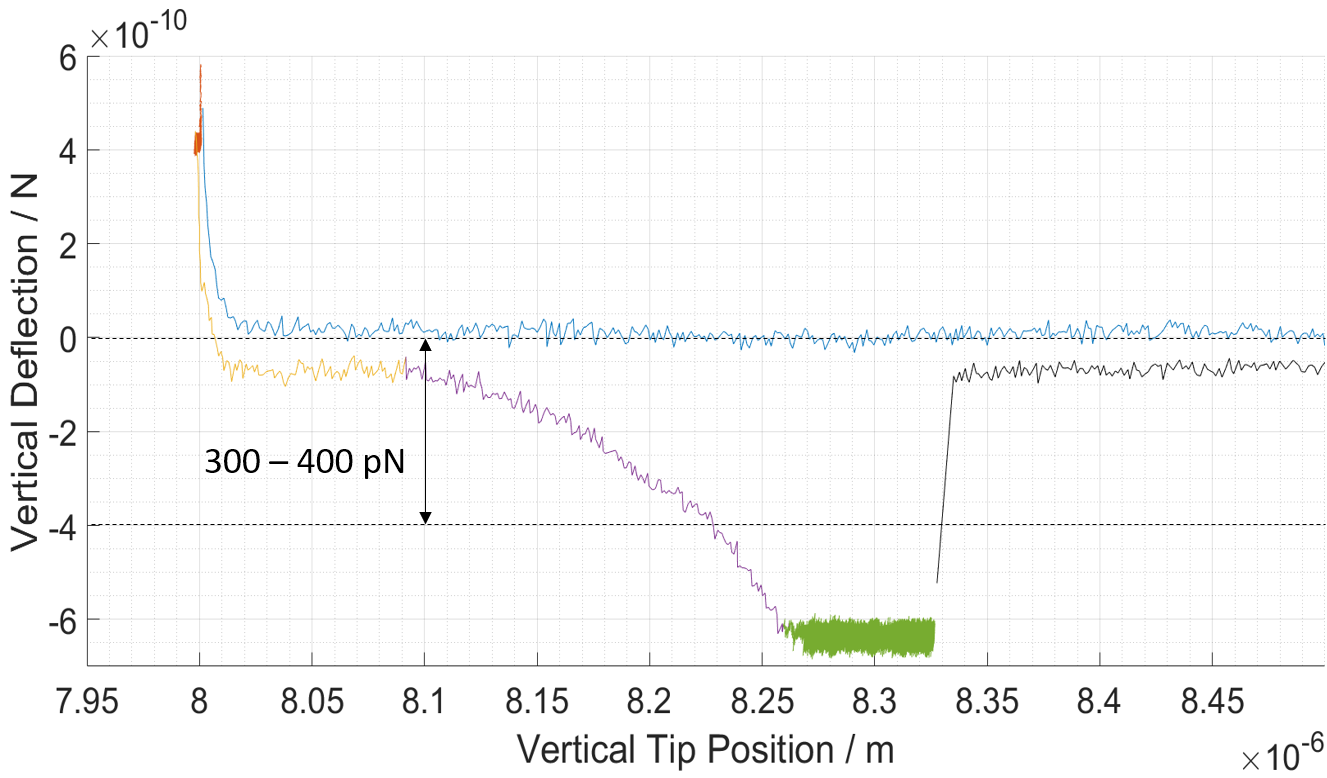 ×10⁻¹⁰
6
4
2
0
-2
-4
-6
Vertical Deflection / N
300 – 400 pN
7.95 8 8.05 8.1 8.15 8.2 8.25 8.3 8.35 8.4 8.45
Vertical Tip Position / m
×10⁻⁶